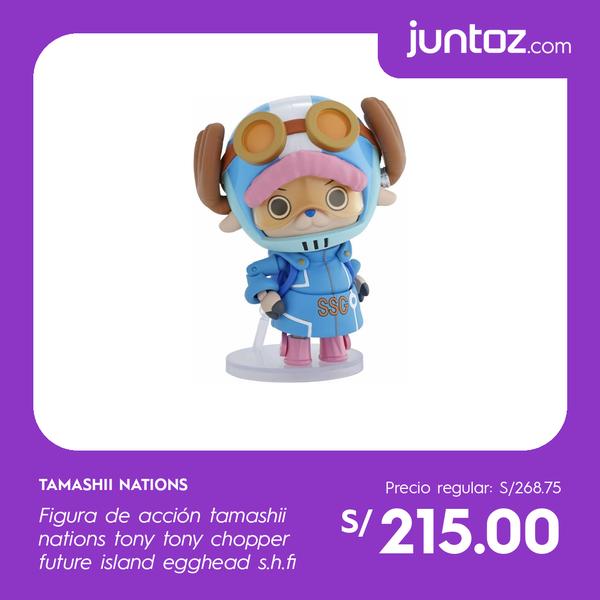 juntoz.com
SSG
TAMASHII NATIONS
Figura de acción tamashii
nations tony tony chopper
future island egghead s.h.fi
Precio regular: S/268.75
S/215.00